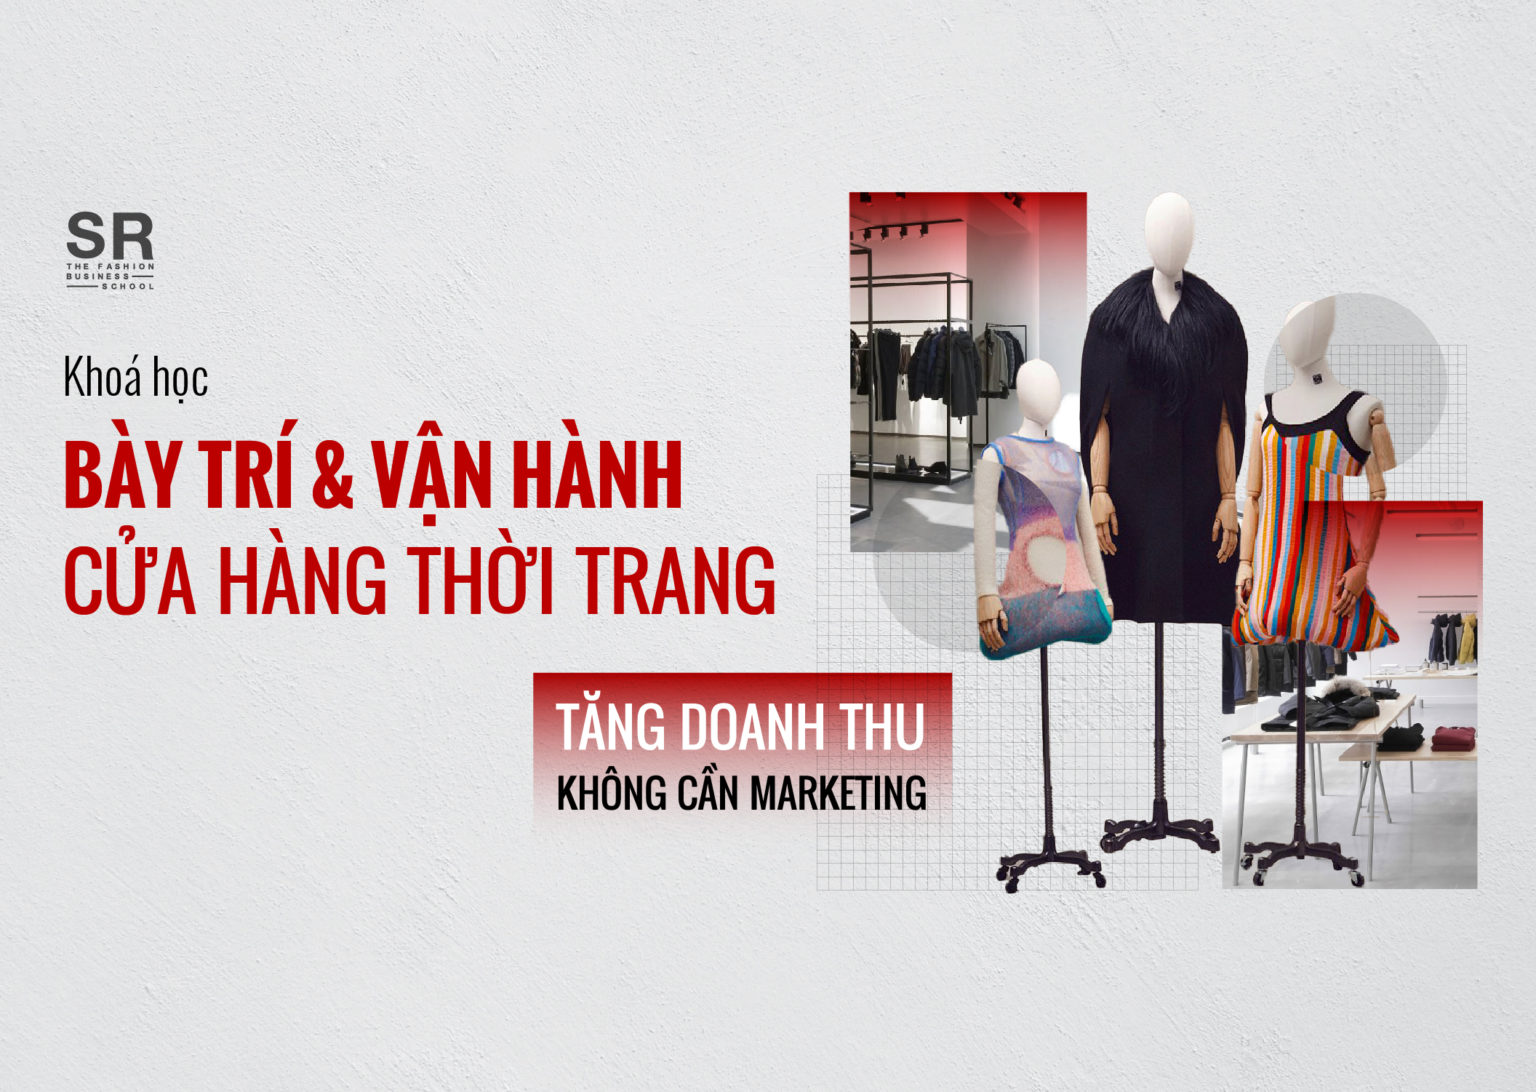 SR
THE FASHION
BUSINESS
SCHOOL
Khoá học
BÀY TRÍ & VẬN HÀNH
CỬA HÀNG THỜI TRANG
TĂNG DOANH THU
KHÔNG CẦN MARKETING